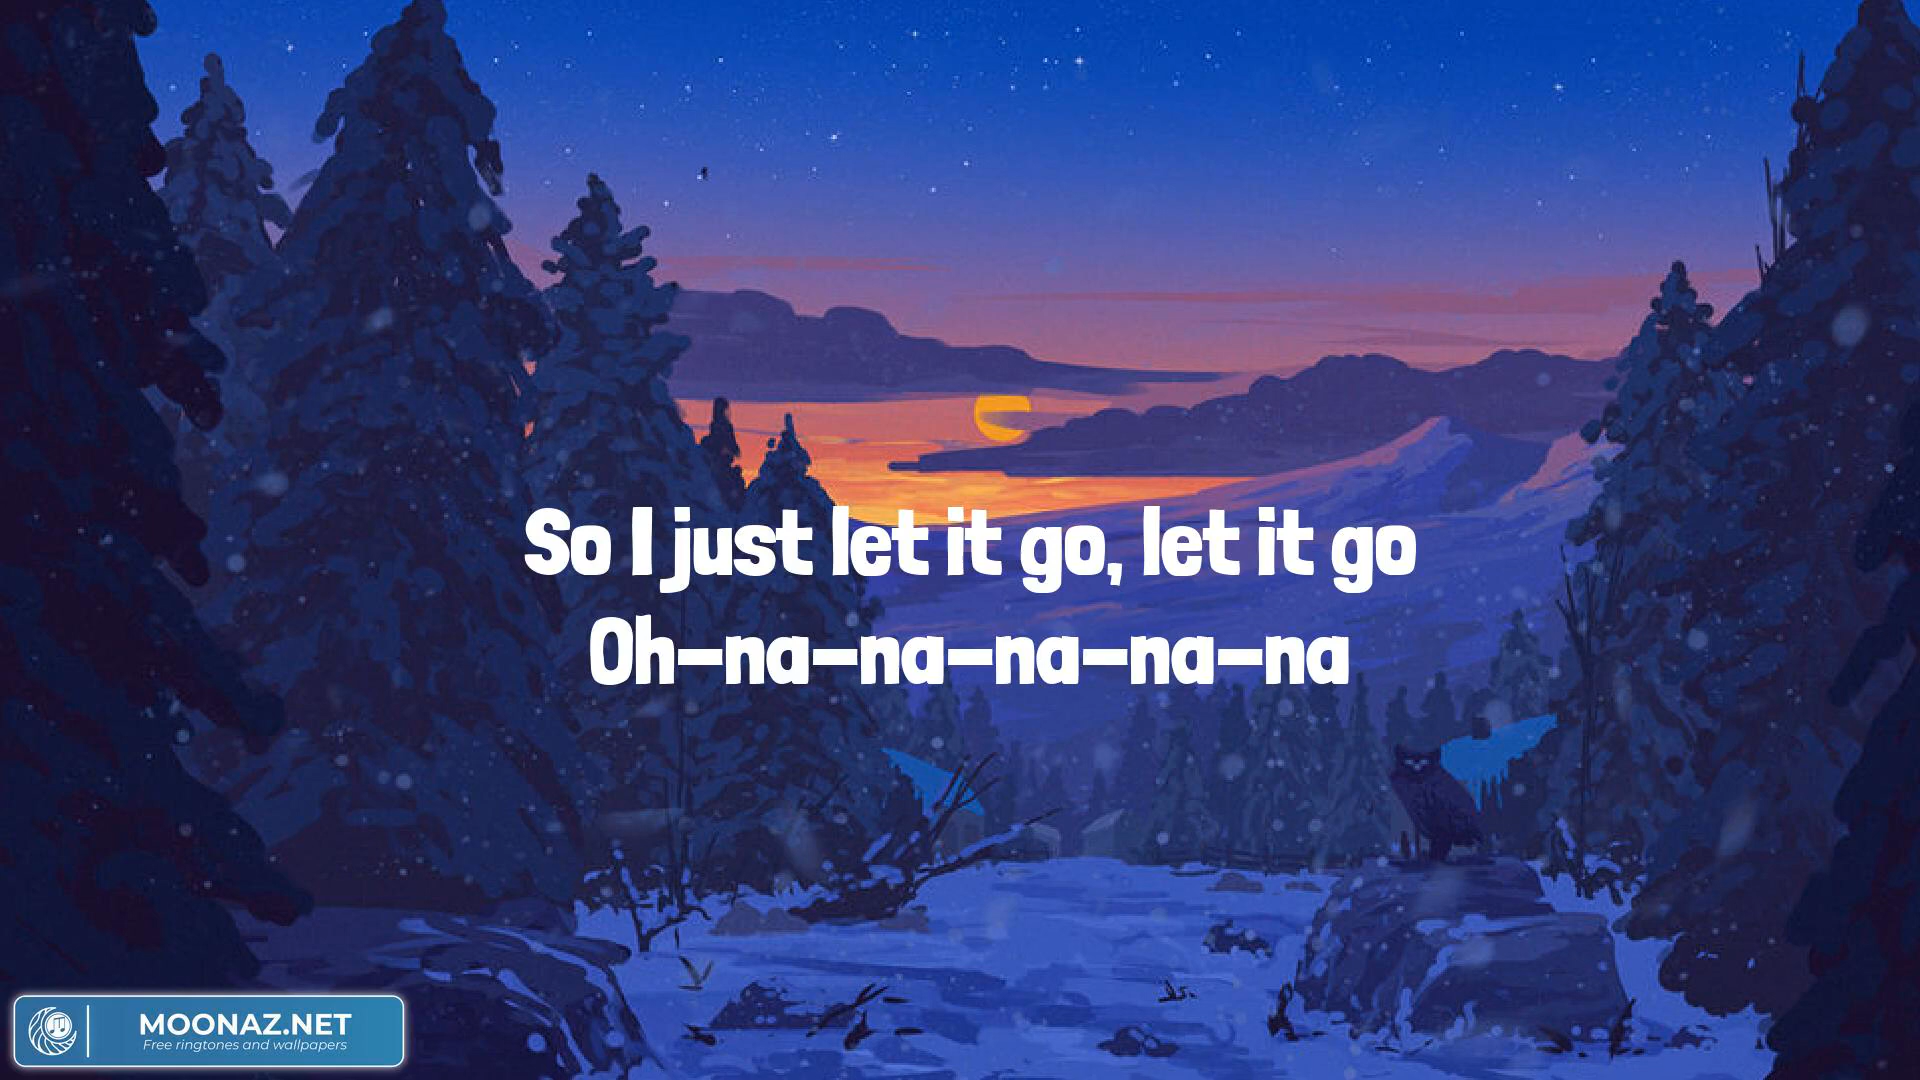 So I just let it go, let it go
Oh-na-na-na-na-na
MOONAZ.NET
Free ringtones and wallpapers